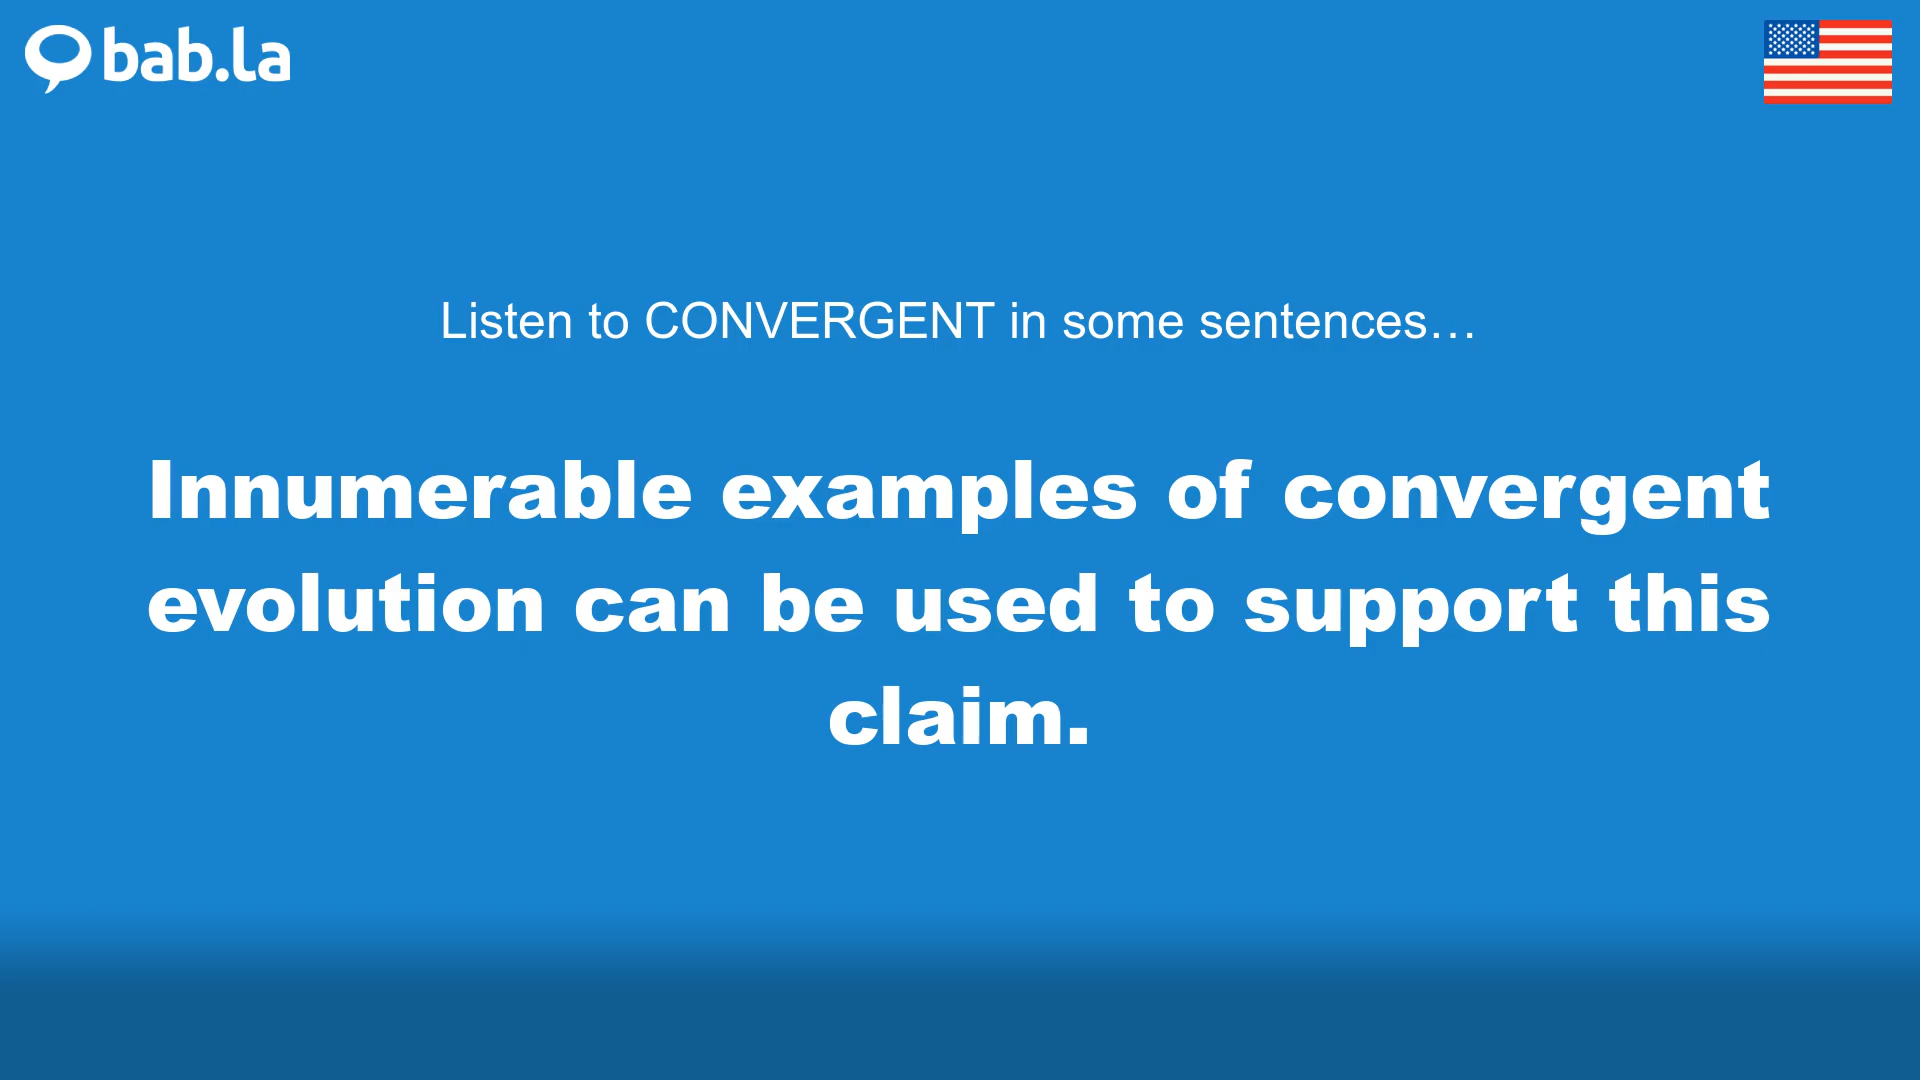 bab.la
Listen to CONVERGENT in some sentences…
Innumerable examples of convergent
evolution can be used to support this
claim.